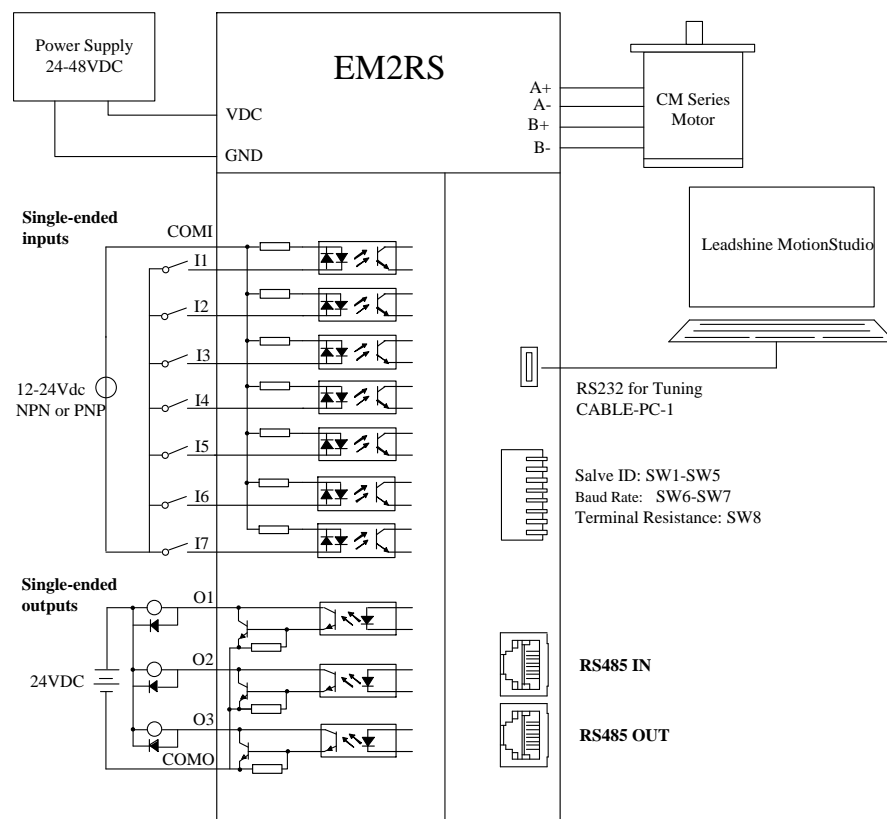 Power Supply
24-48VDC
EM2RS
VDC
GND
A+
A-
B+
B-
CM Series
Motor
Single-ended
inputs
COMI
I1
I2
I3
I4
I5
I6
I7
12-24Vdc
NPN or PNP
Leadshine MotionStudio
RS232 for Tuning
CABLE-PC-1
Salve ID: SW1-SW5
Baud Rate: SW6-SW7
Terminal Resistance: SW8
Single-ended
outputs
O1
O2
O3
COMO
24VDC
RS485 IN
RS485 OUT